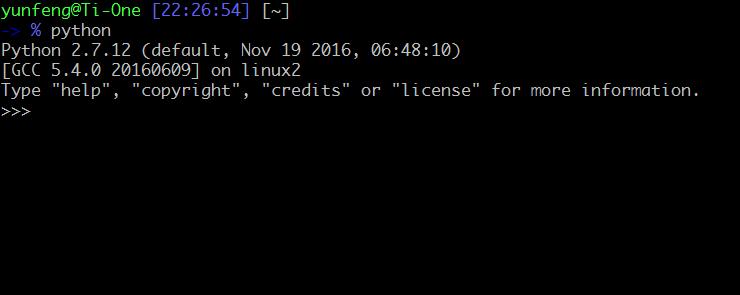 yunfeng@Ti-One [22:26:54] [~]
-> % python
Python 2.7.12 (default, Nov 19 2016, 06:48:10)
[GCC 5.4.0 20160609] on linux2
Type "help", "copyright", "credits" or "license" for more information.
>>>